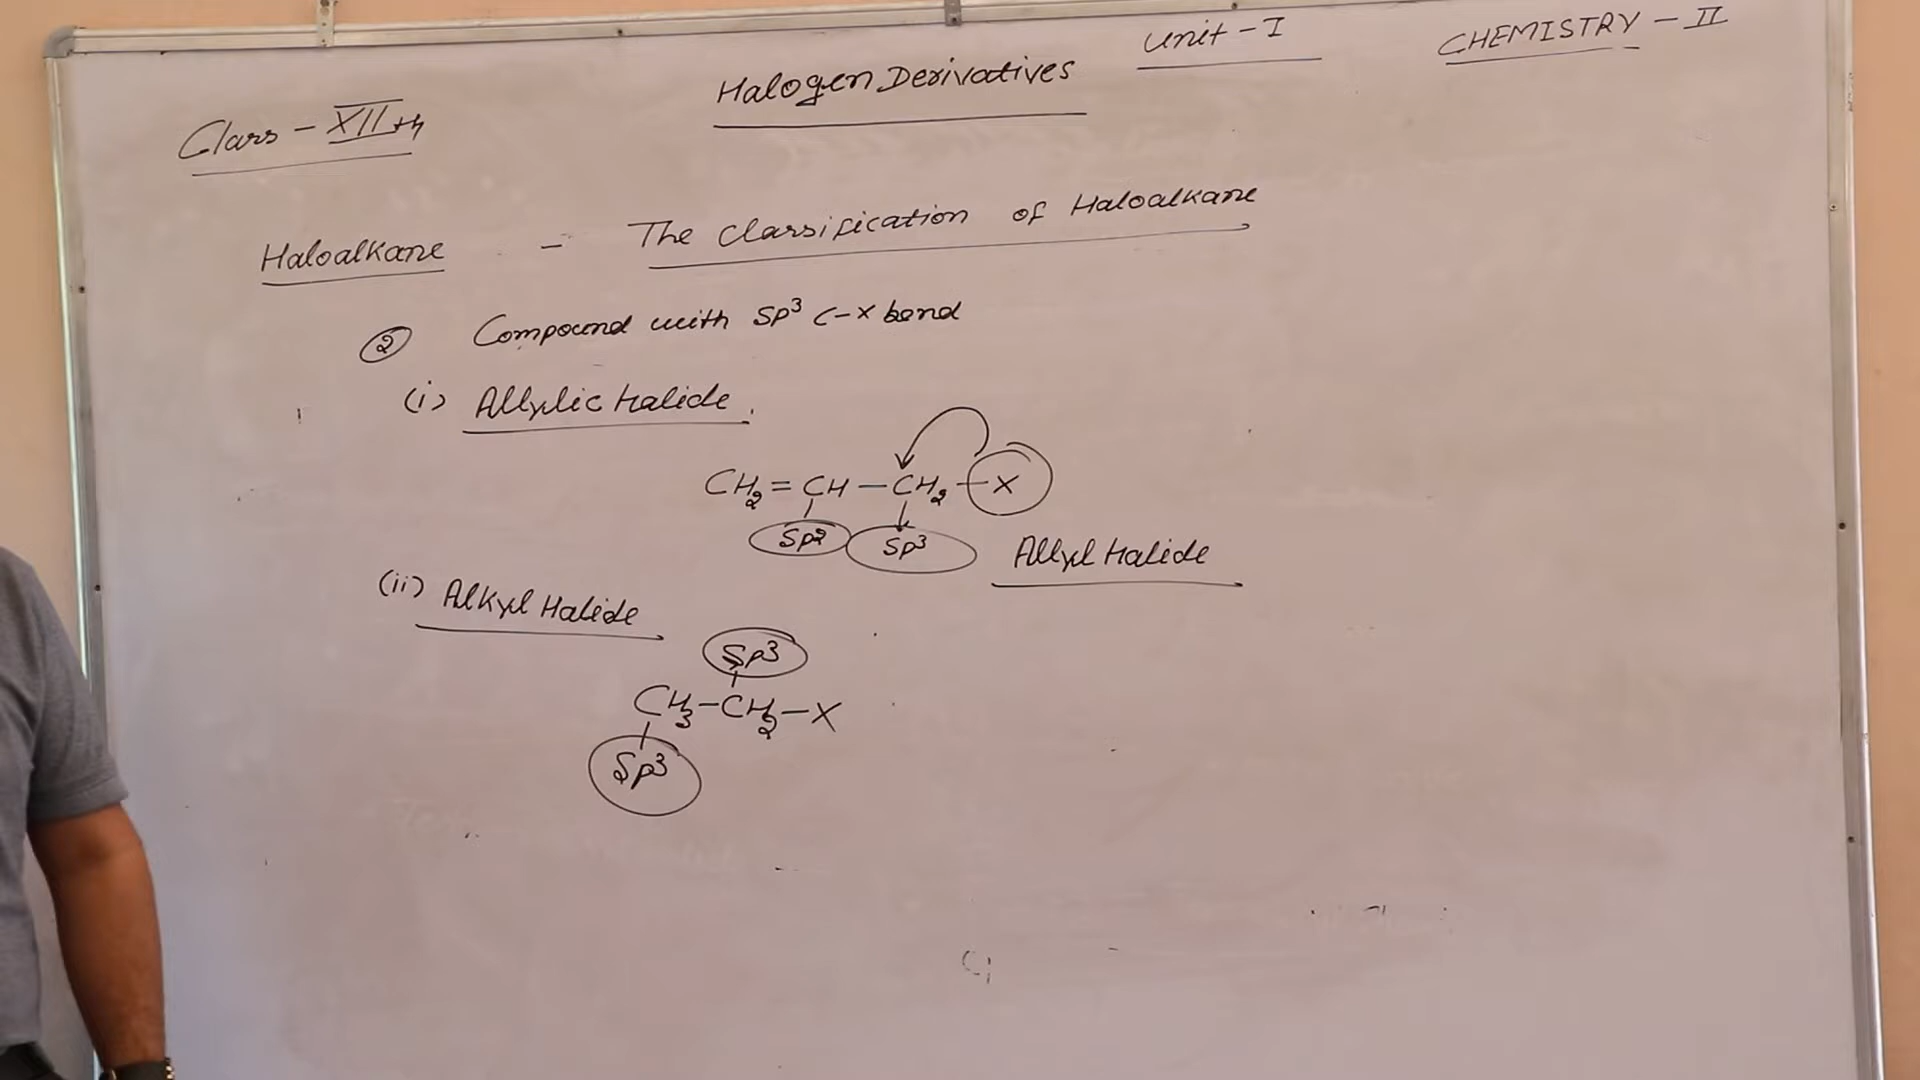 Unit - I
CHEMISTRY - II
Halogen Derivatives
Class - XIIth
Haloalkane - The Classification of Haloalkane
② Compound with Sp³ C-X bond
(i) Allylic Halide.
CH₂ = CH - CH₂ - X
Sp² Sp³ Allyl Halide
(ii) Alkyl Halide
Sp³
CH₃-CH₂-X
Sp³